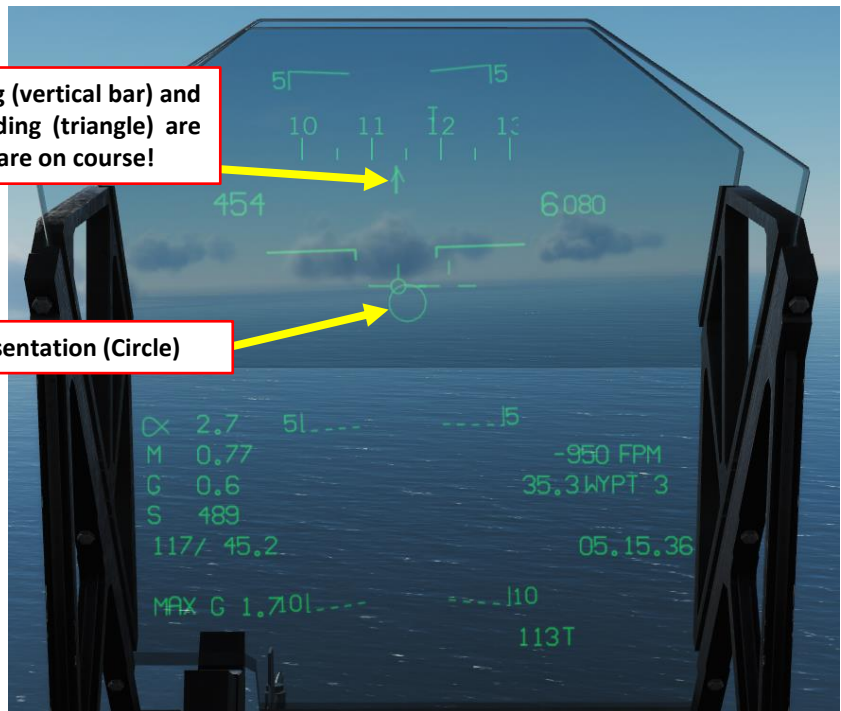 g (vertical bar) and
ding (triangle) are
are on course!
5 5
10 11 12 13
454 6080
sentation (Circle)
α 2.7 5 5
M 0.77 -950 FPM
G 0.6 35.3 WYPT 3
S 489
117/ 45.2 05.15.36
MAX G 1.7 10 10
113T